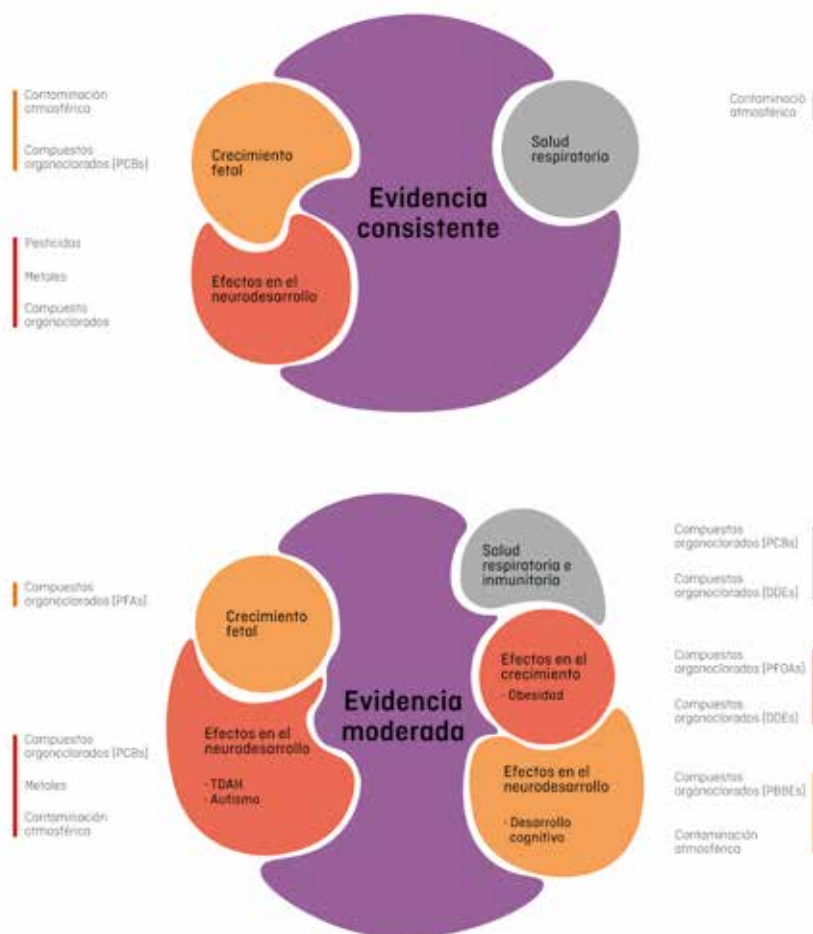 Contaminación
atmosférica
Compuestos
organoclorados (PCBs)
Pesticidas
Metales
Compuesto
organoclorados
Crecimiento
fetal
Efectos en el
neurodesarrollo
Evidencia
consistente
Salud
respiratoria
Contaminació
atmosférica
Compuestos
organoclorados (PFAs)
Compuestos
organoclorados (PCBs)
Metales
Contaminación
atmosférica
Crecimiento
fetal
Efectos en el
neurodesarrollo
- TDAH
- Autismo
Evidencia
moderada
Salud
respiratoria e
inmunitaria
Efectos en el
crecimiento
- Obesidad
Efectos en el
neurodesarrollo
- Desarrollo
cognitivo
Compuestos
organoclorados (PCBs)
Compuestos
organoclorados (DDEs)
Compuestos
organoclorados (PFOAs)
Compuestos
organoclorados (DDEs)
Compuestos
organoclorados (PBBEs)
Contaminación
atmosférica